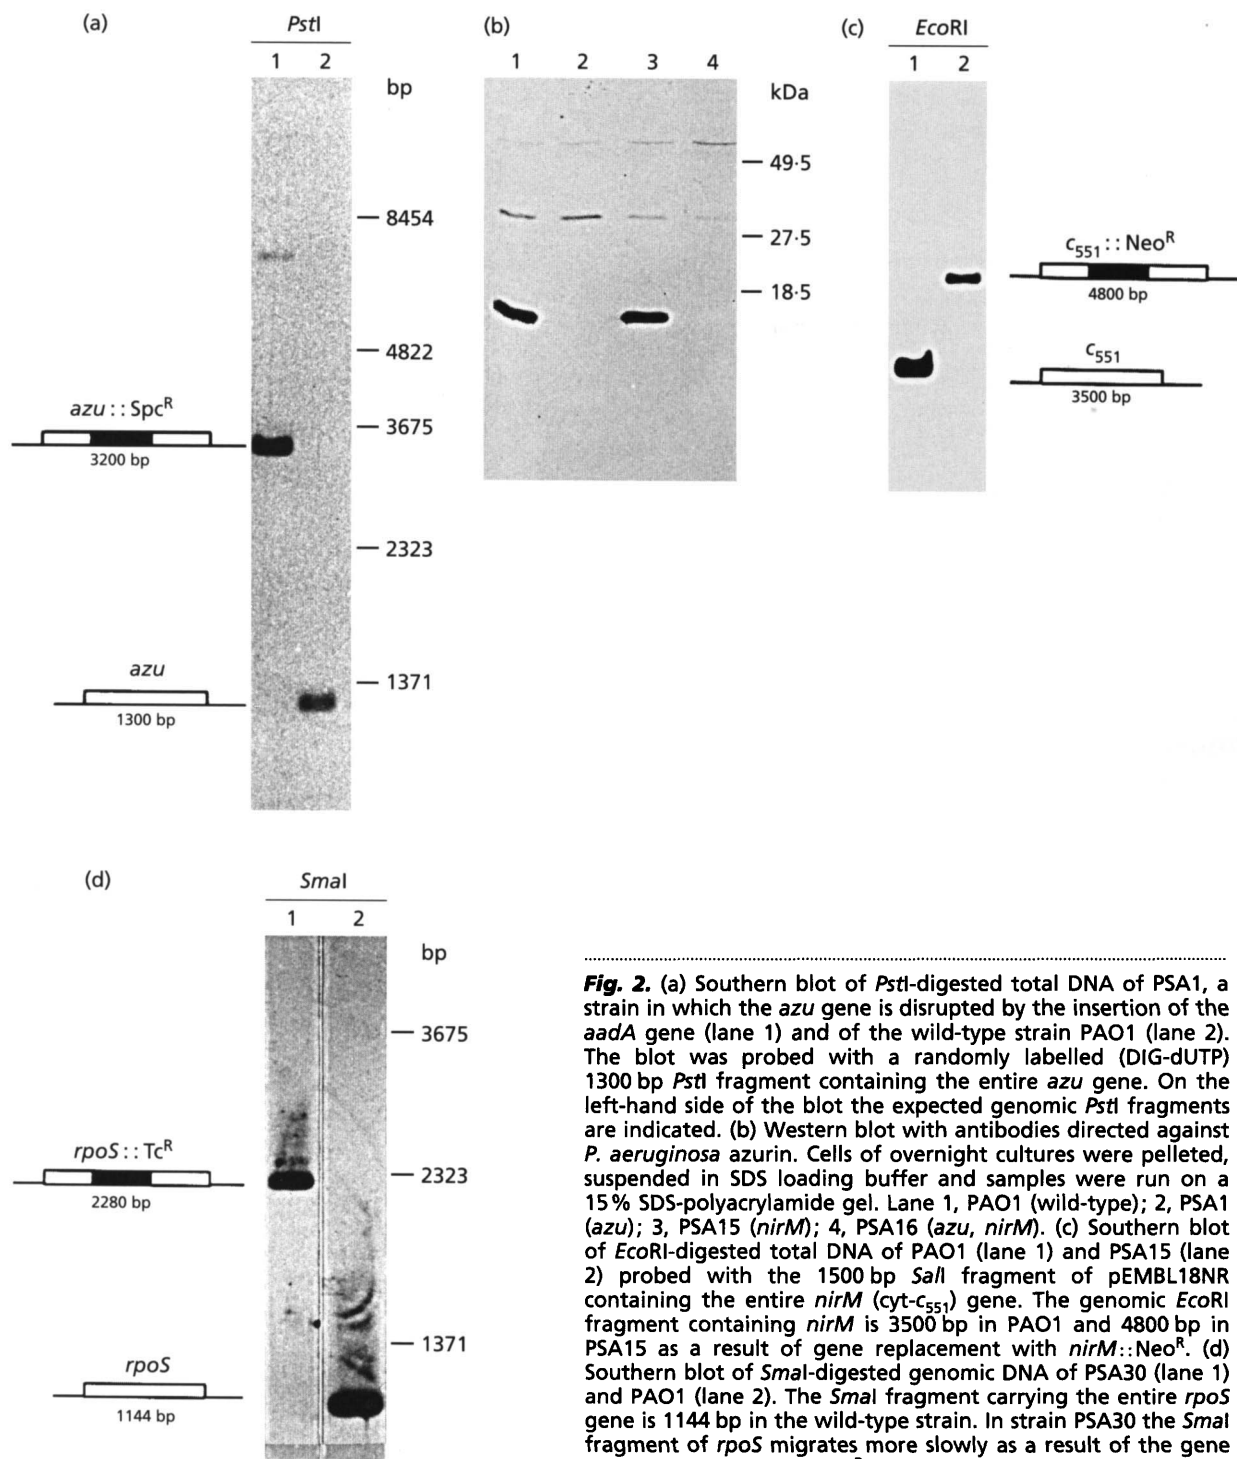 (a)
PstI
1 2
bp
8454
4822
3675
2323
1371
azu :: Spc^R
3200 bp
azu
1300 bp
(b)
1 2 3 4
kDa
49·5
27·5
18·5
(c)
EcoRI
1 2
c₅₅₁ :: Neo^R
4800 bp
c₅₅₁
3500 bp
(d)
SmaI
1 2
bp
3675
2323
1371
rpoS :: Tc^R
2280 bp
rpoS
1144 bp
Fig. 2. (a) Southern blot of PstI-digested total DNA of PSA1, a
strain in which the azu gene is disrupted by the insertion of the
aadA gene (lane 1) and of the wild-type strain PAO1 (lane 2).
The blot was probed with a randomly labelled (DIG-dUTP)
1300 bp PstI fragment containing the entire azu gene. On the
left-hand side of the blot the expected genomic PstI fragments
are indicated. (b) Western blot with antibodies directed against
P. aeruginosa azurin. Cells of overnight cultures were pelleted,
suspended in SDS loading buffer and samples were run on a
15% SDS-polyacrylamide gel. Lane 1, PAO1 (wild-type); 2, PSA1
(azu); 3, PSA15 (nirM); 4, PSA16 (azu, nirM). (c) Southern blot
of EcoRI-digested total DNA of PAO1 (lane 1) and PSA15 (lane
2) probed with the 1500 bp SalI fragment of pEMBL18NR
containing the entire nirM (cyt-c₅₅₁) gene. The genomic EcoRI
fragment containing nirM is 3500 bp in PAO1 and 4800 bp in
PSA15 as a result of gene replacement with nirM::Neo^R. (d)
Southern blot of SmaI-digested genomic DNA of PSA30 (lane 1)
and PAO1 (lane 2). The SmaI fragment carrying the entire rpoS
gene is 1144 bp in the wild-type strain. In strain PSA30 the SmaI
fragment of rpoS migrates more slowly as a result of the gene